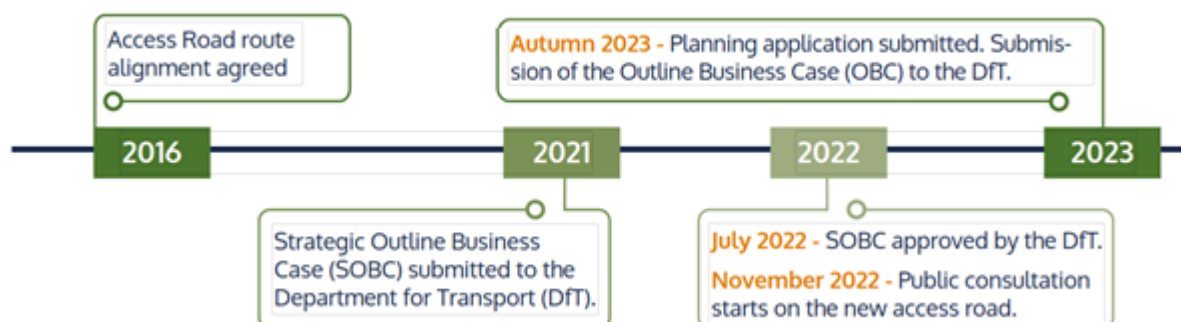 Access Road route
alignment agreed
Autumn 2023 - Planning application submitted. Submis-
sion of the Outline Business Case (OBC) to the DfT.
2016
2021
2022
2023
Strategic Outline Business
Case (SOBC) submitted to the
Department for Transport (DfT).
July 2022 - SOBC approved by the DfT.
November 2022 - Public consultation
starts on the new access road.